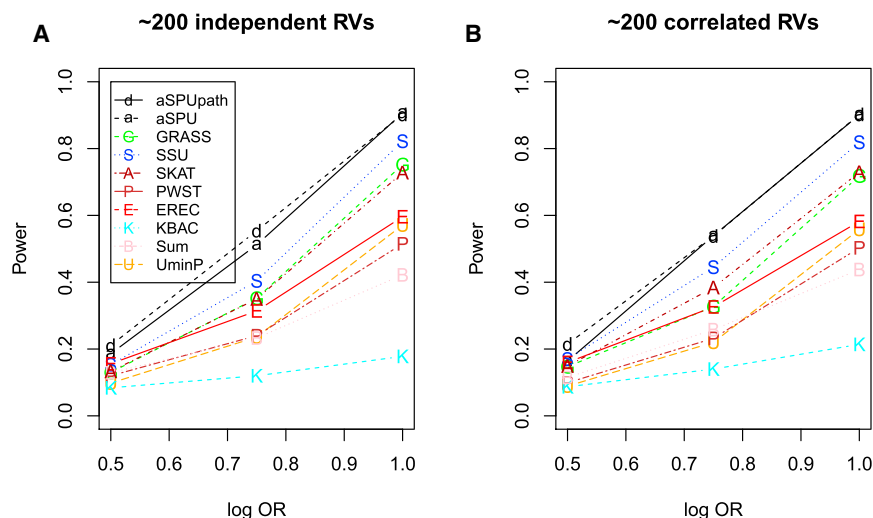 A
~200 independent RVs
Power
1.0
0.8
0.6
0.4
0.2
0.0
d aSPUpath
a aSPU
G GRASS
S SSU
A SKAT
P PWST
E EREC
K KBAC
B Sum
U UminP
0.5 0.6 0.7 0.8 0.9 1.0
log OR
B
~200 correlated RVs
Power
1.0
0.8
0.6
0.4
0.2
0.0
0.5 0.6 0.7 0.8 0.9 1.0
log OR